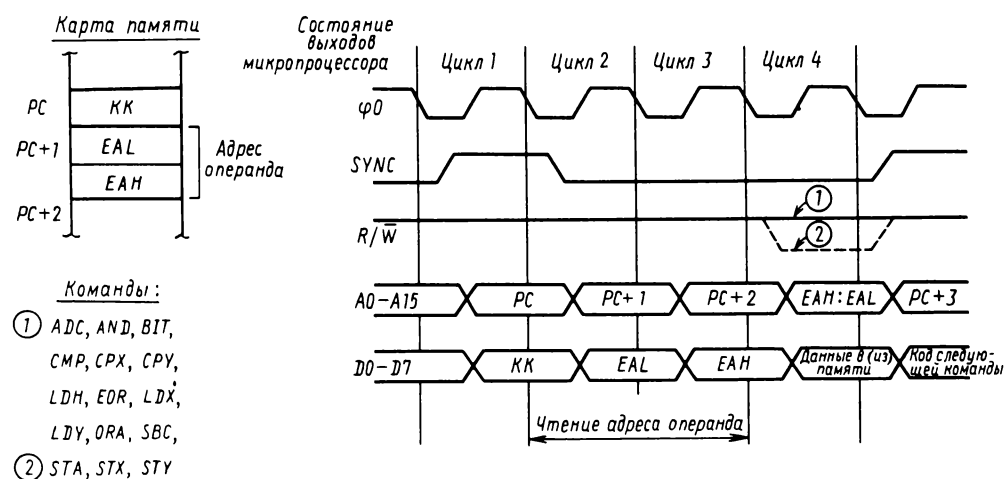 Карта памяти
PC
КК
PC+1
EAL
EAH
PC+2
Адрес
операнда
Команды:
1 ADC, AND, BIT,
CMP, CPX, CPY,
LDH, EOR, LDX,
LDY, ORA, SBC,
2 STA, STX, STY
Состояние
выходов
микропроцессора
Цикл 1
Цикл 2
Цикл 3
Цикл 4
φ0
SYNC
1
R/W̅
2
A0-A15
PC
PC+1
PC+2
EAH:EAL
PC+3
D0-D7
КК
EAL
EAH
Данные в (из)
памяти
Код следую-
щей команды
Чтение адреса операнда